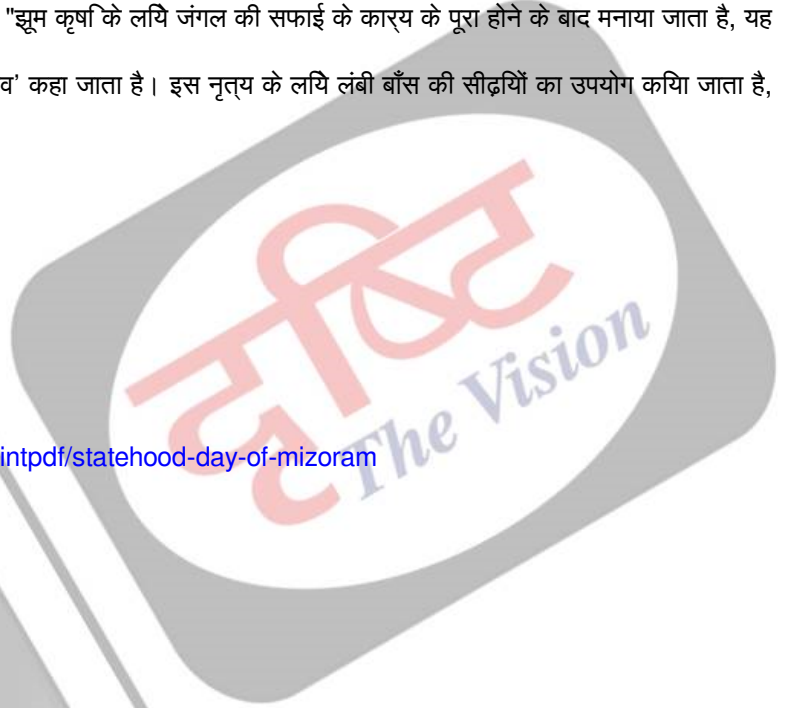 "झूम कृषि के लिये जंगल की सफाई के कार्य के पूरा होने के बाद मनाया जाता है, यह
व’ कहा जाता है। इस नृत्य के लिये लंबी बाँस की सीढ़ियों का उपयोग किया जाता है,
दृष्टि
The Vision
intpdf/statehood-day-of-mizoram